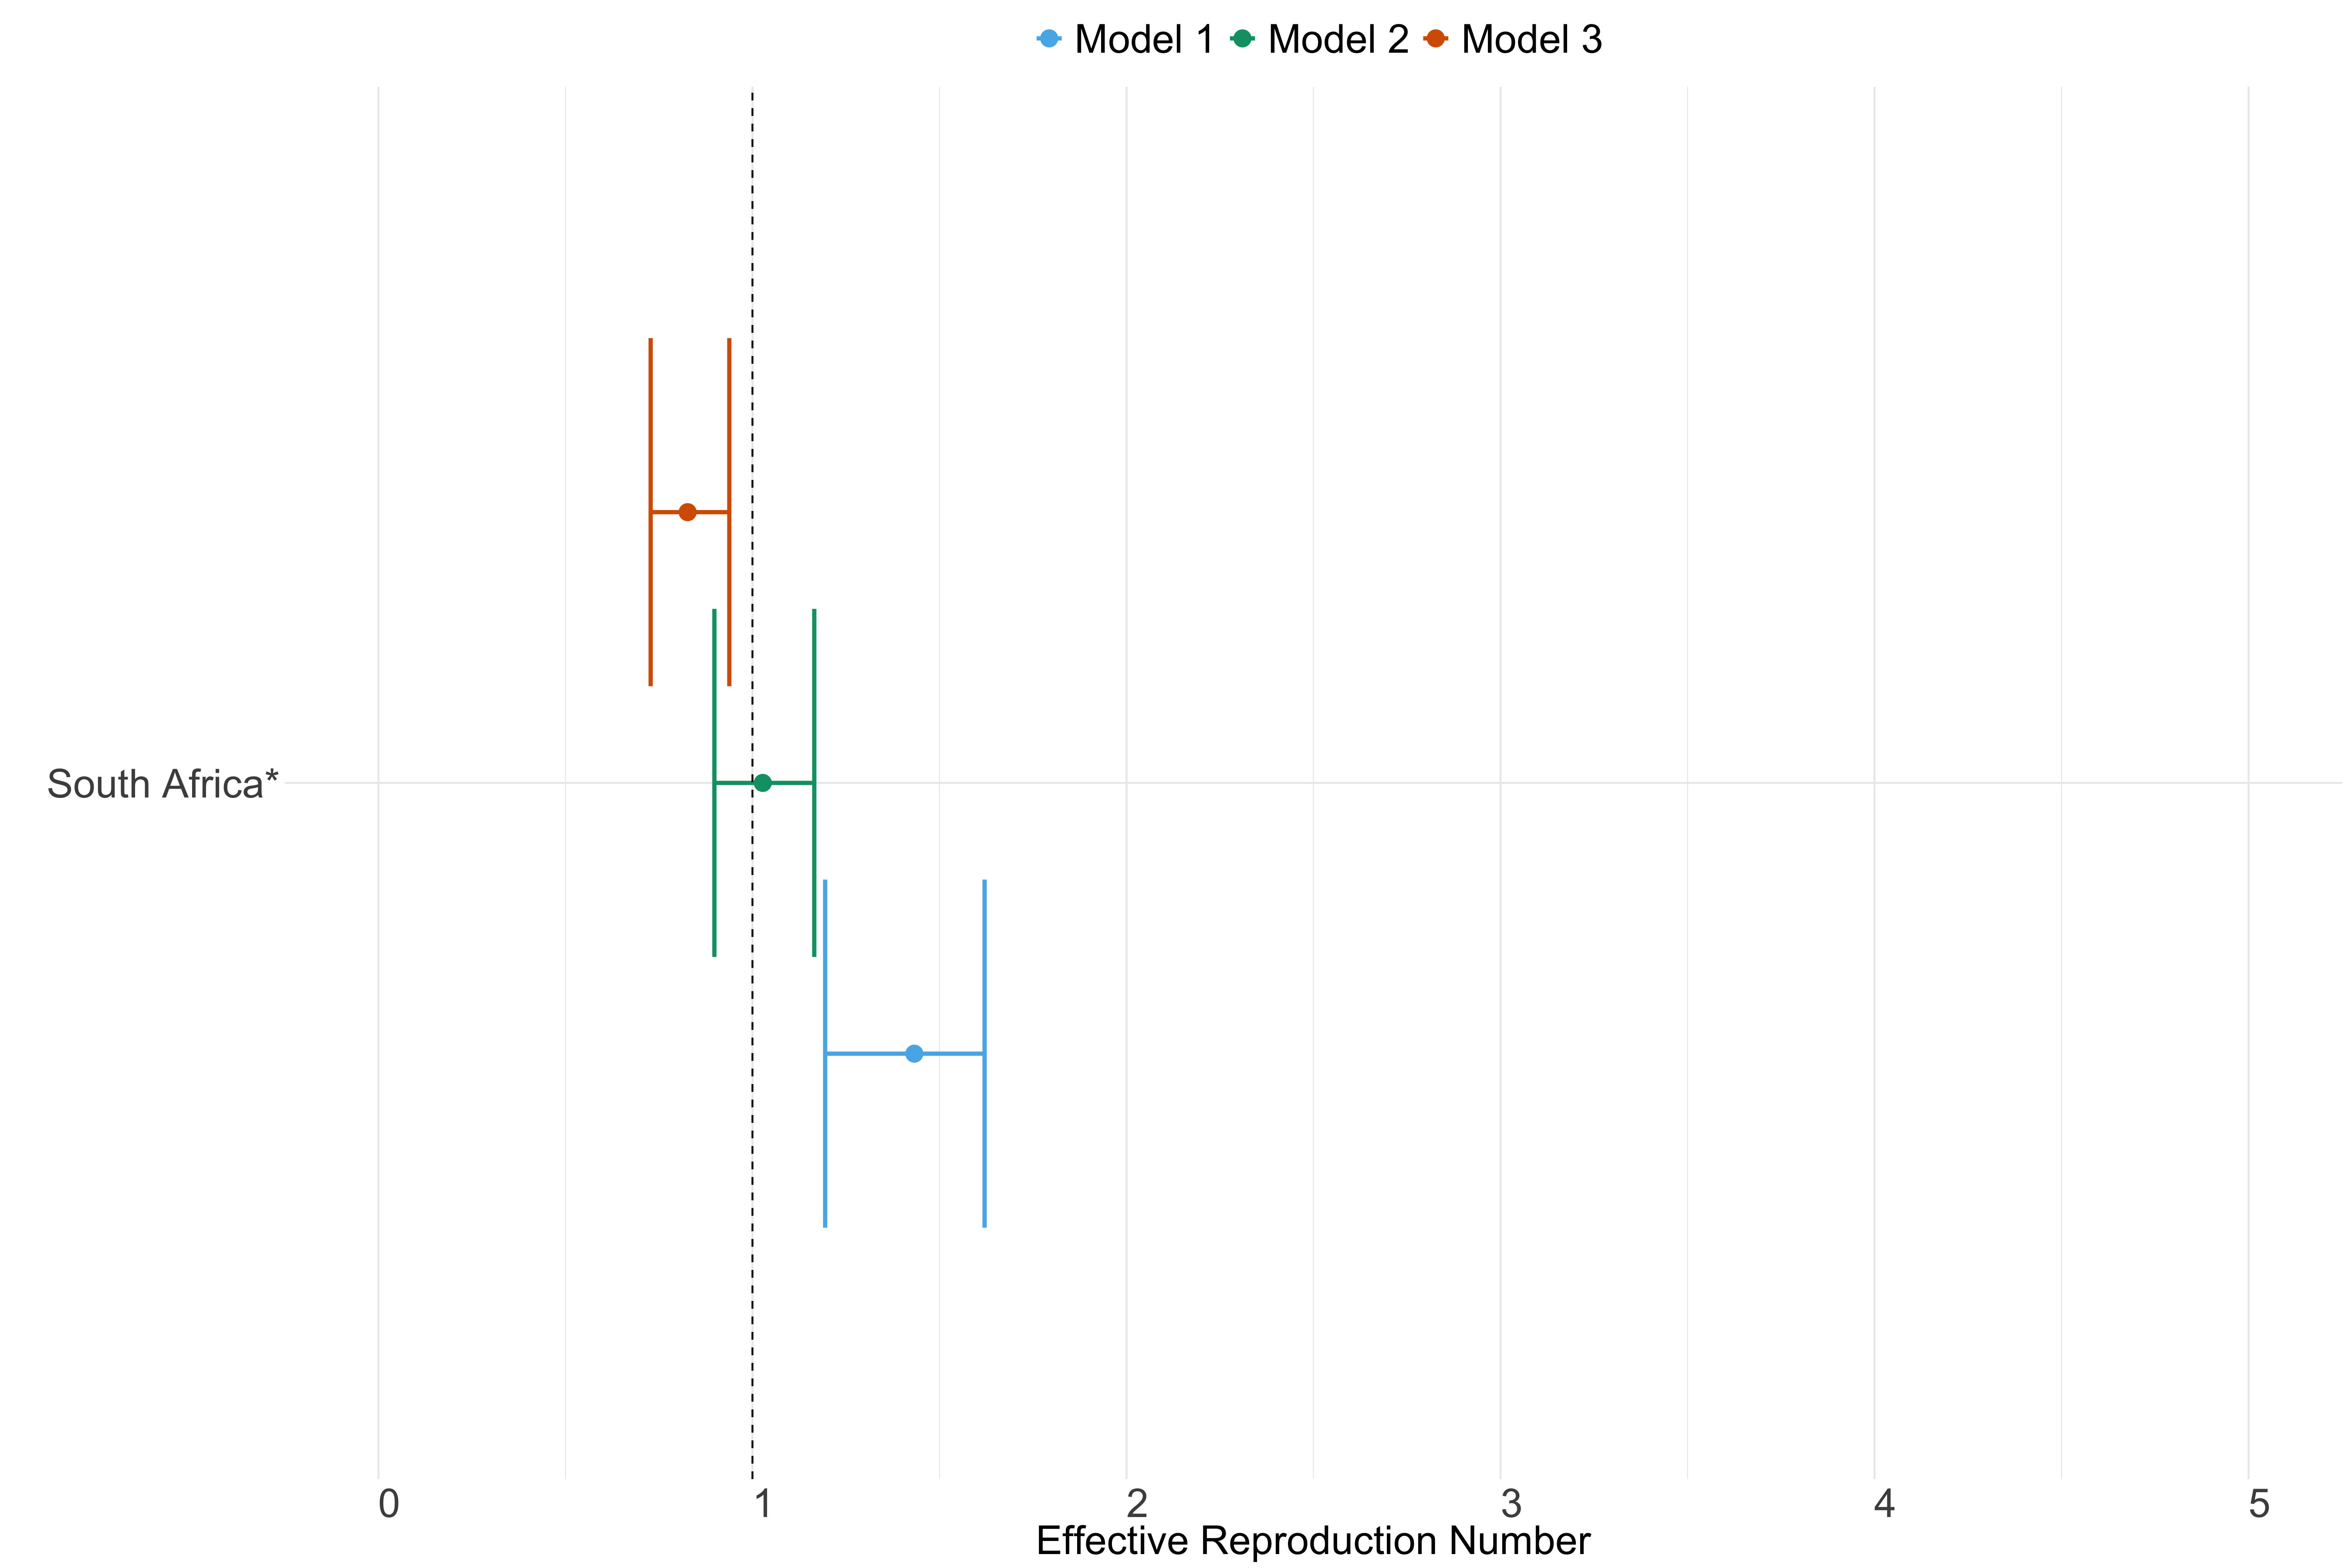 Model 1 Model 2 Model 3
South Africa*
0 1 2 3 4 5
Effective Reproduction Number